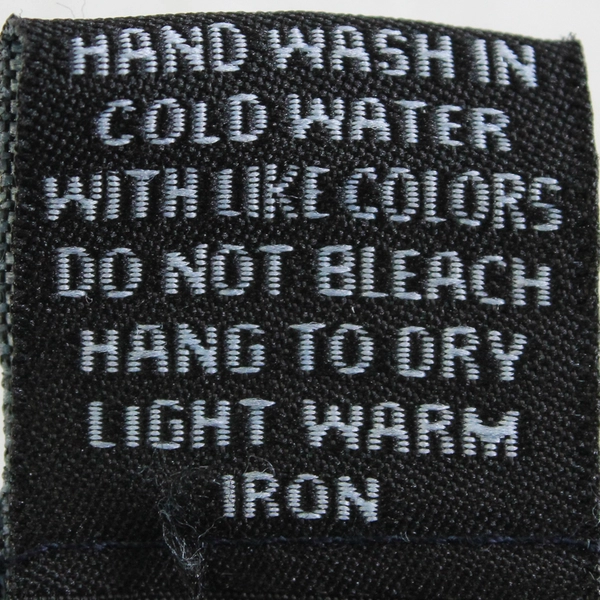 HAND WASH IN
COLD WATER
WITH LIKE COLORS
DO NOT BLEACH
HANG TO DRY
LIGHT WARM
IRON